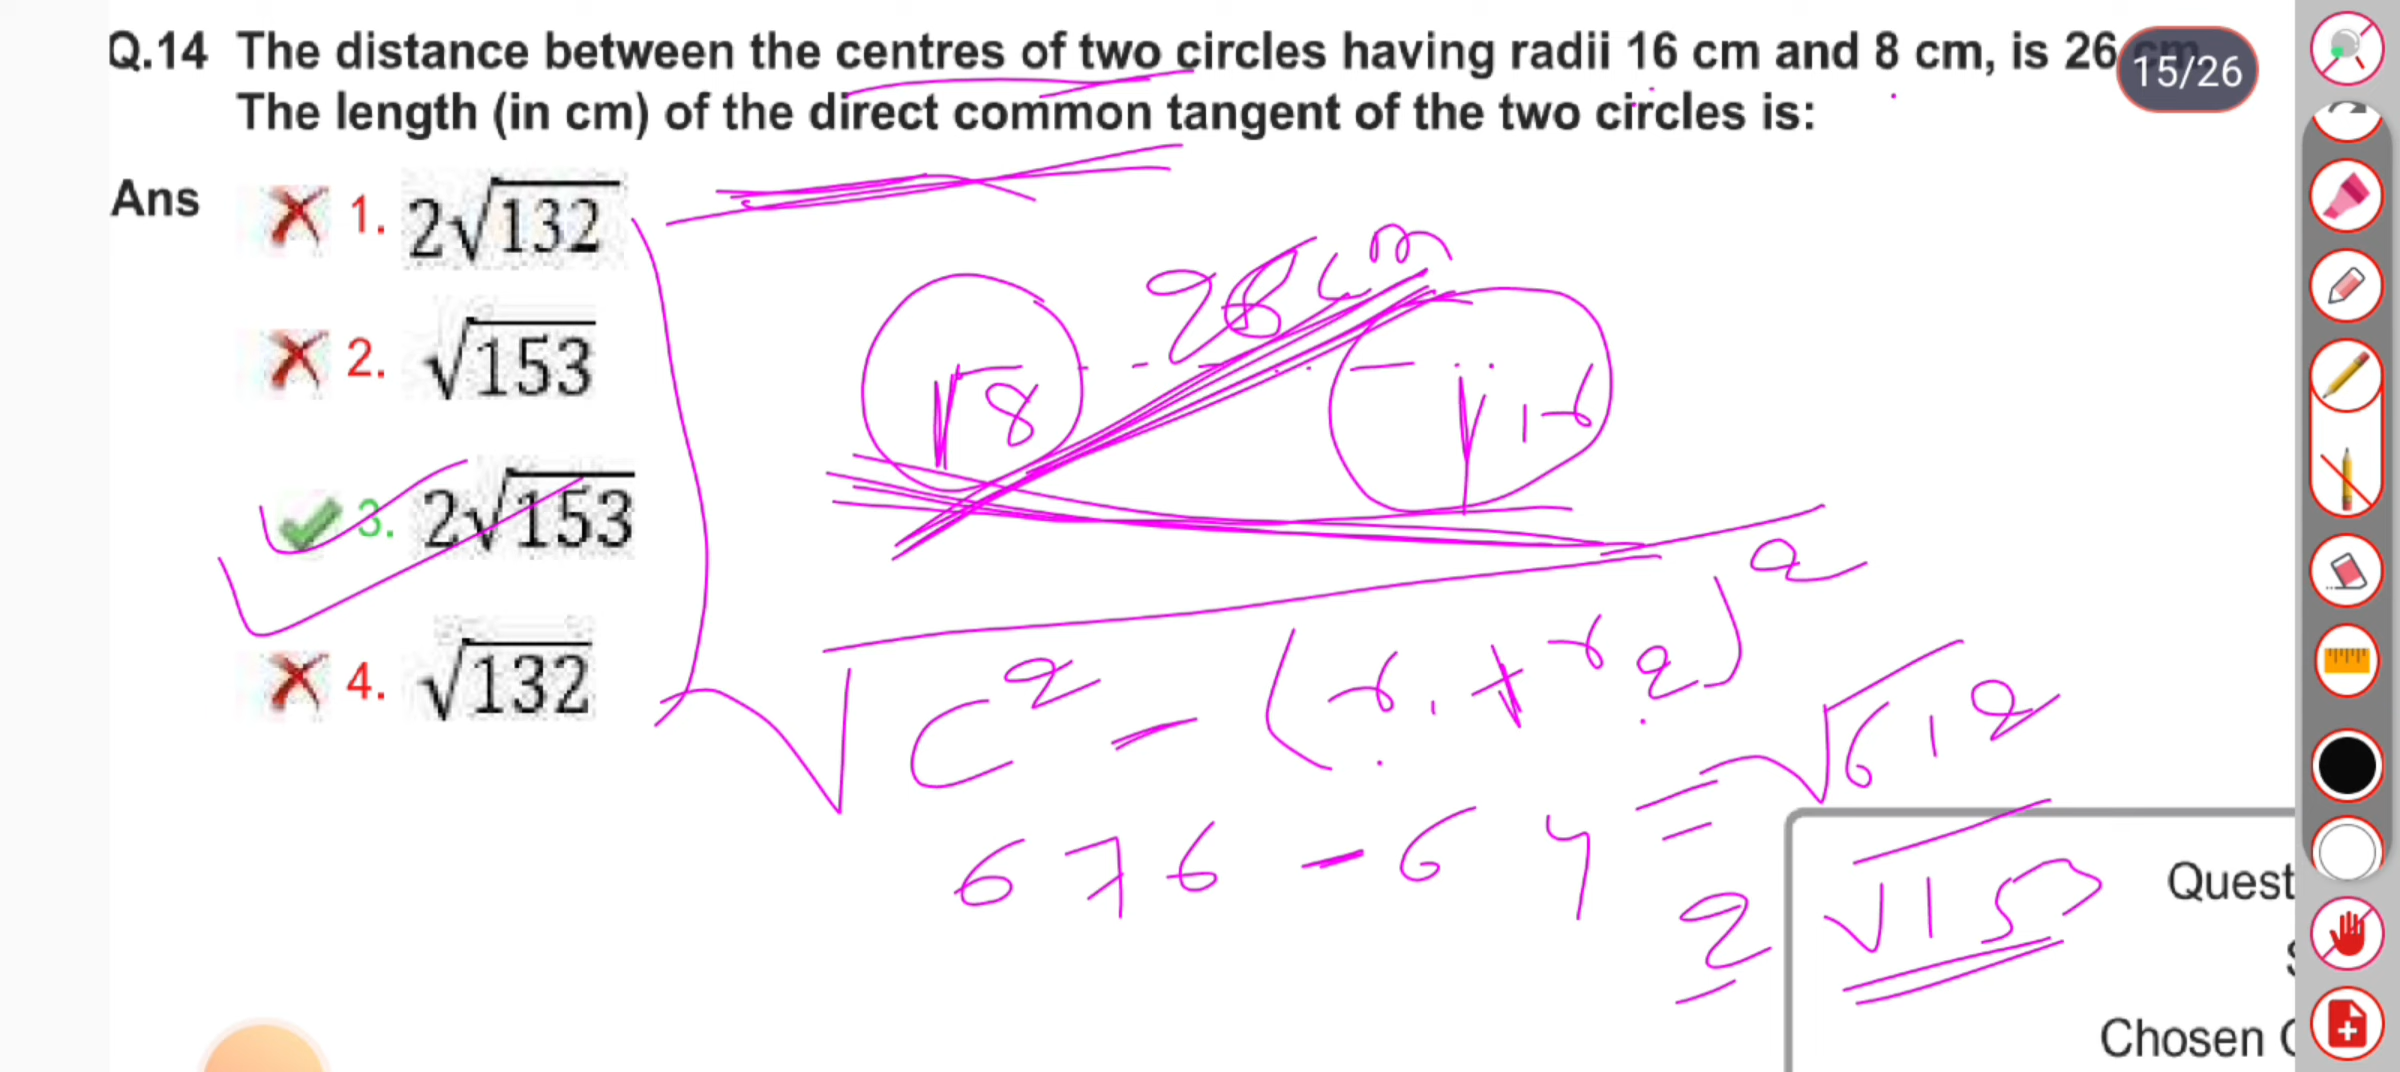 Q.14 The distance between the centres of two circles having radii 16 cm and 8 cm, is 26 cm.
15/26
The length (in cm) of the direct common tangent of the two circles is:
Ans
1. 2√132
2. √153
3. 2√153
4. √132
cm
8
16
√C² - (r₁ + r₂)²
676 - 64 = √612
2 √153
Quest
Chosen